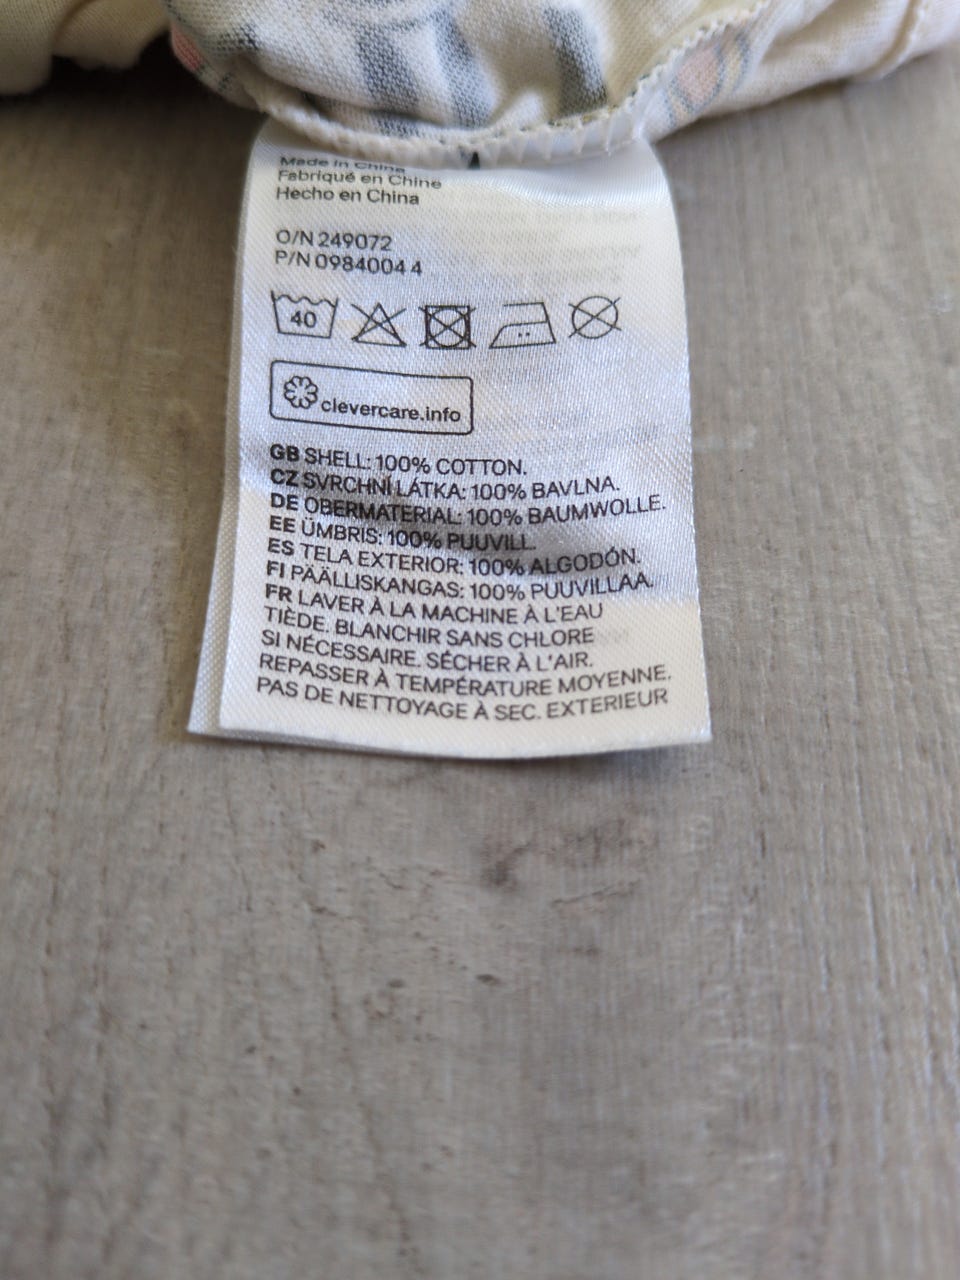 Made in China
Fabriqué en Chine
Hecho en China
O/N 249072
P/N 0984004 4
40
clevercare.info
GB SHELL: 100% COTTON.
CZ SVRCHNÍ LÁTKA: 100% BAVLNA.
DE OBERMATERIAL: 100% BAUMWOLLE.
EE ÜMBRIS: 100% PUUVILL.
ES TELA EXTERIOR: 100% ALGODÓN.
FI PÄÄLLISKANGAS: 100% PUUVILLAA.
FR LAVER À LA MACHINE À L'EAU
TIÈDE. BLANCHIR SANS CHLORE
SI NÉCESSAIRE. SÉCHER À L'AIR.
REPASSER À TEMPÉRATURE MOYENNE.
PAS DE NETTOYAGE À SEC. EXTERIEUR